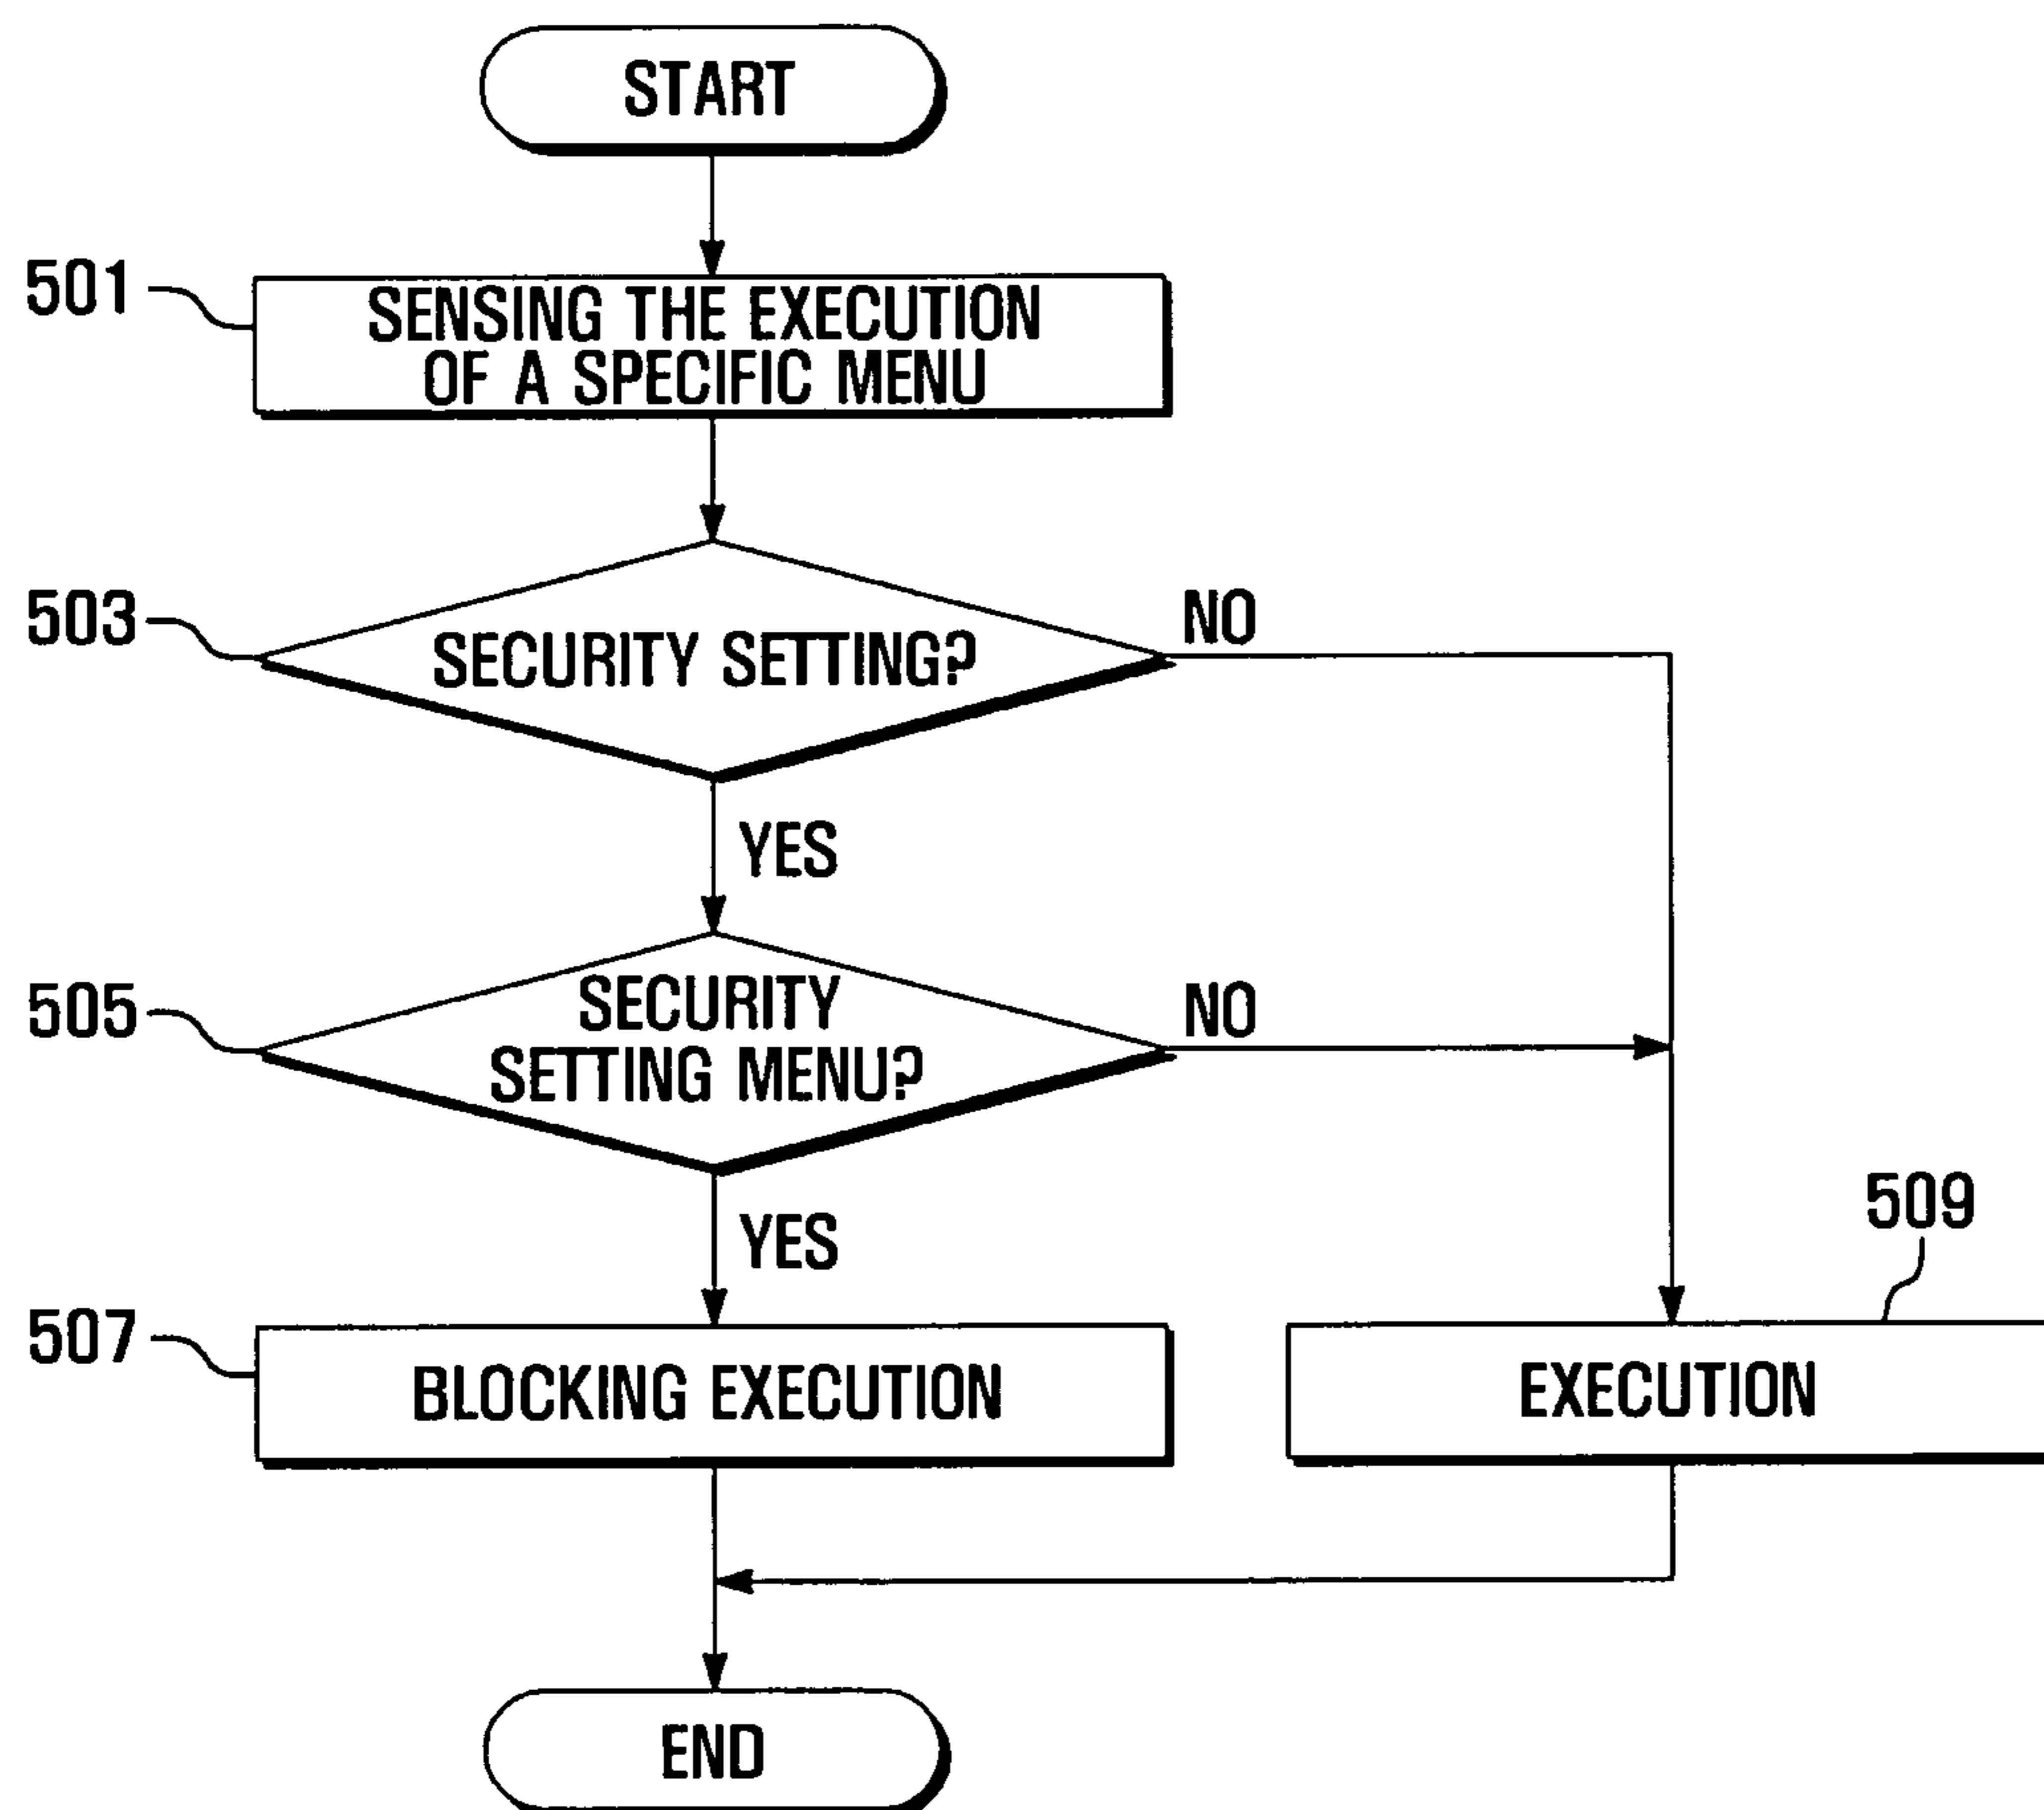 START
501
SENSING THE EXECUTION
OF A SPECIFIC MENU
503
SECURITY SETTING?
NO
YES
505
SECURITY
SETTING MENU?
NO
YES
509
507
BLOCKING EXECUTION
EXECUTION
END